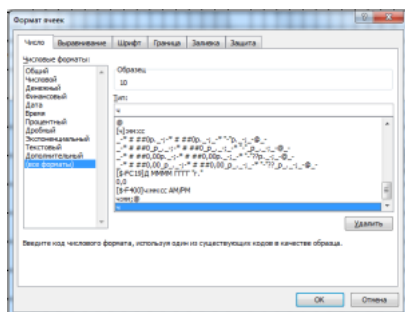 Формат ячеек
Число Выравнивание Шрифт Граница Заливка Защита
Числовые форматы:
Общий
Числовой
Денежный
Финансовый
Дата
Время
Процентный
Дробный
Экспоненциальный
Текстовый
Дополнительный
(все форматы)
Образец
10
Тип:
ч
@
[ч]:мм:сс
[$-FC19]Д ММММ ГГГГ "г."
0,0
[$-F400]ч:мм:сс AM/PM
ч:мм;@
ч
Удалить
Введите код числового формата, используя один из существующих кодов в качестве образца.
ОК Отмена